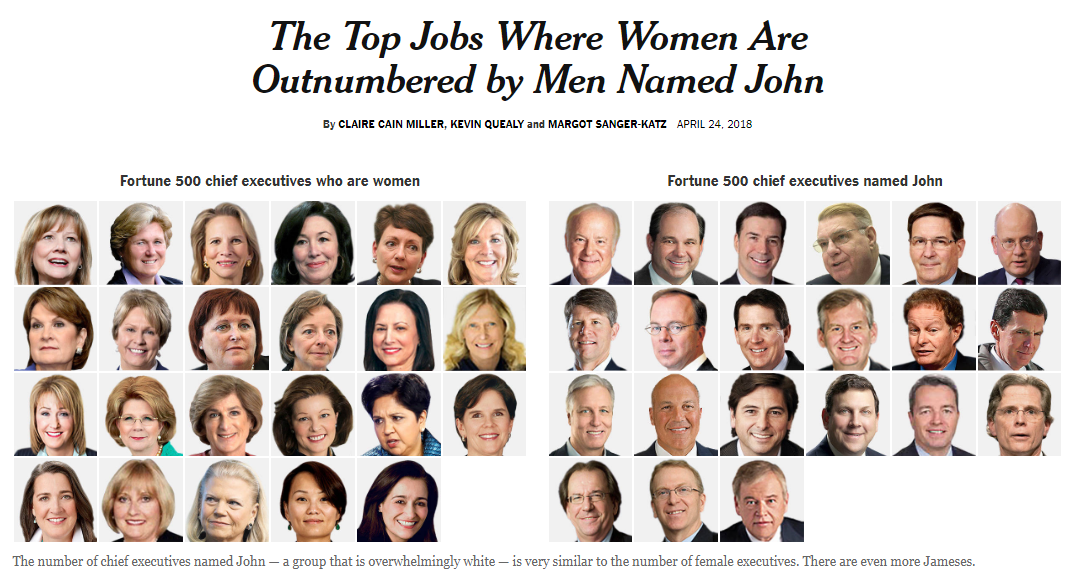 The Top Jobs Where Women Are
Outnumbered by Men Named John
By CLAIRE CAIN MILLER, KEVIN QUEALY and MARGOT SANGER-KATZ APRIL 24, 2018
Fortune 500 chief executives who are women
Fortune 500 chief executives named John
The number of chief executives named John — a group that is overwhelmingly white — is very similar to the number of female executives. There are even more Jameses.